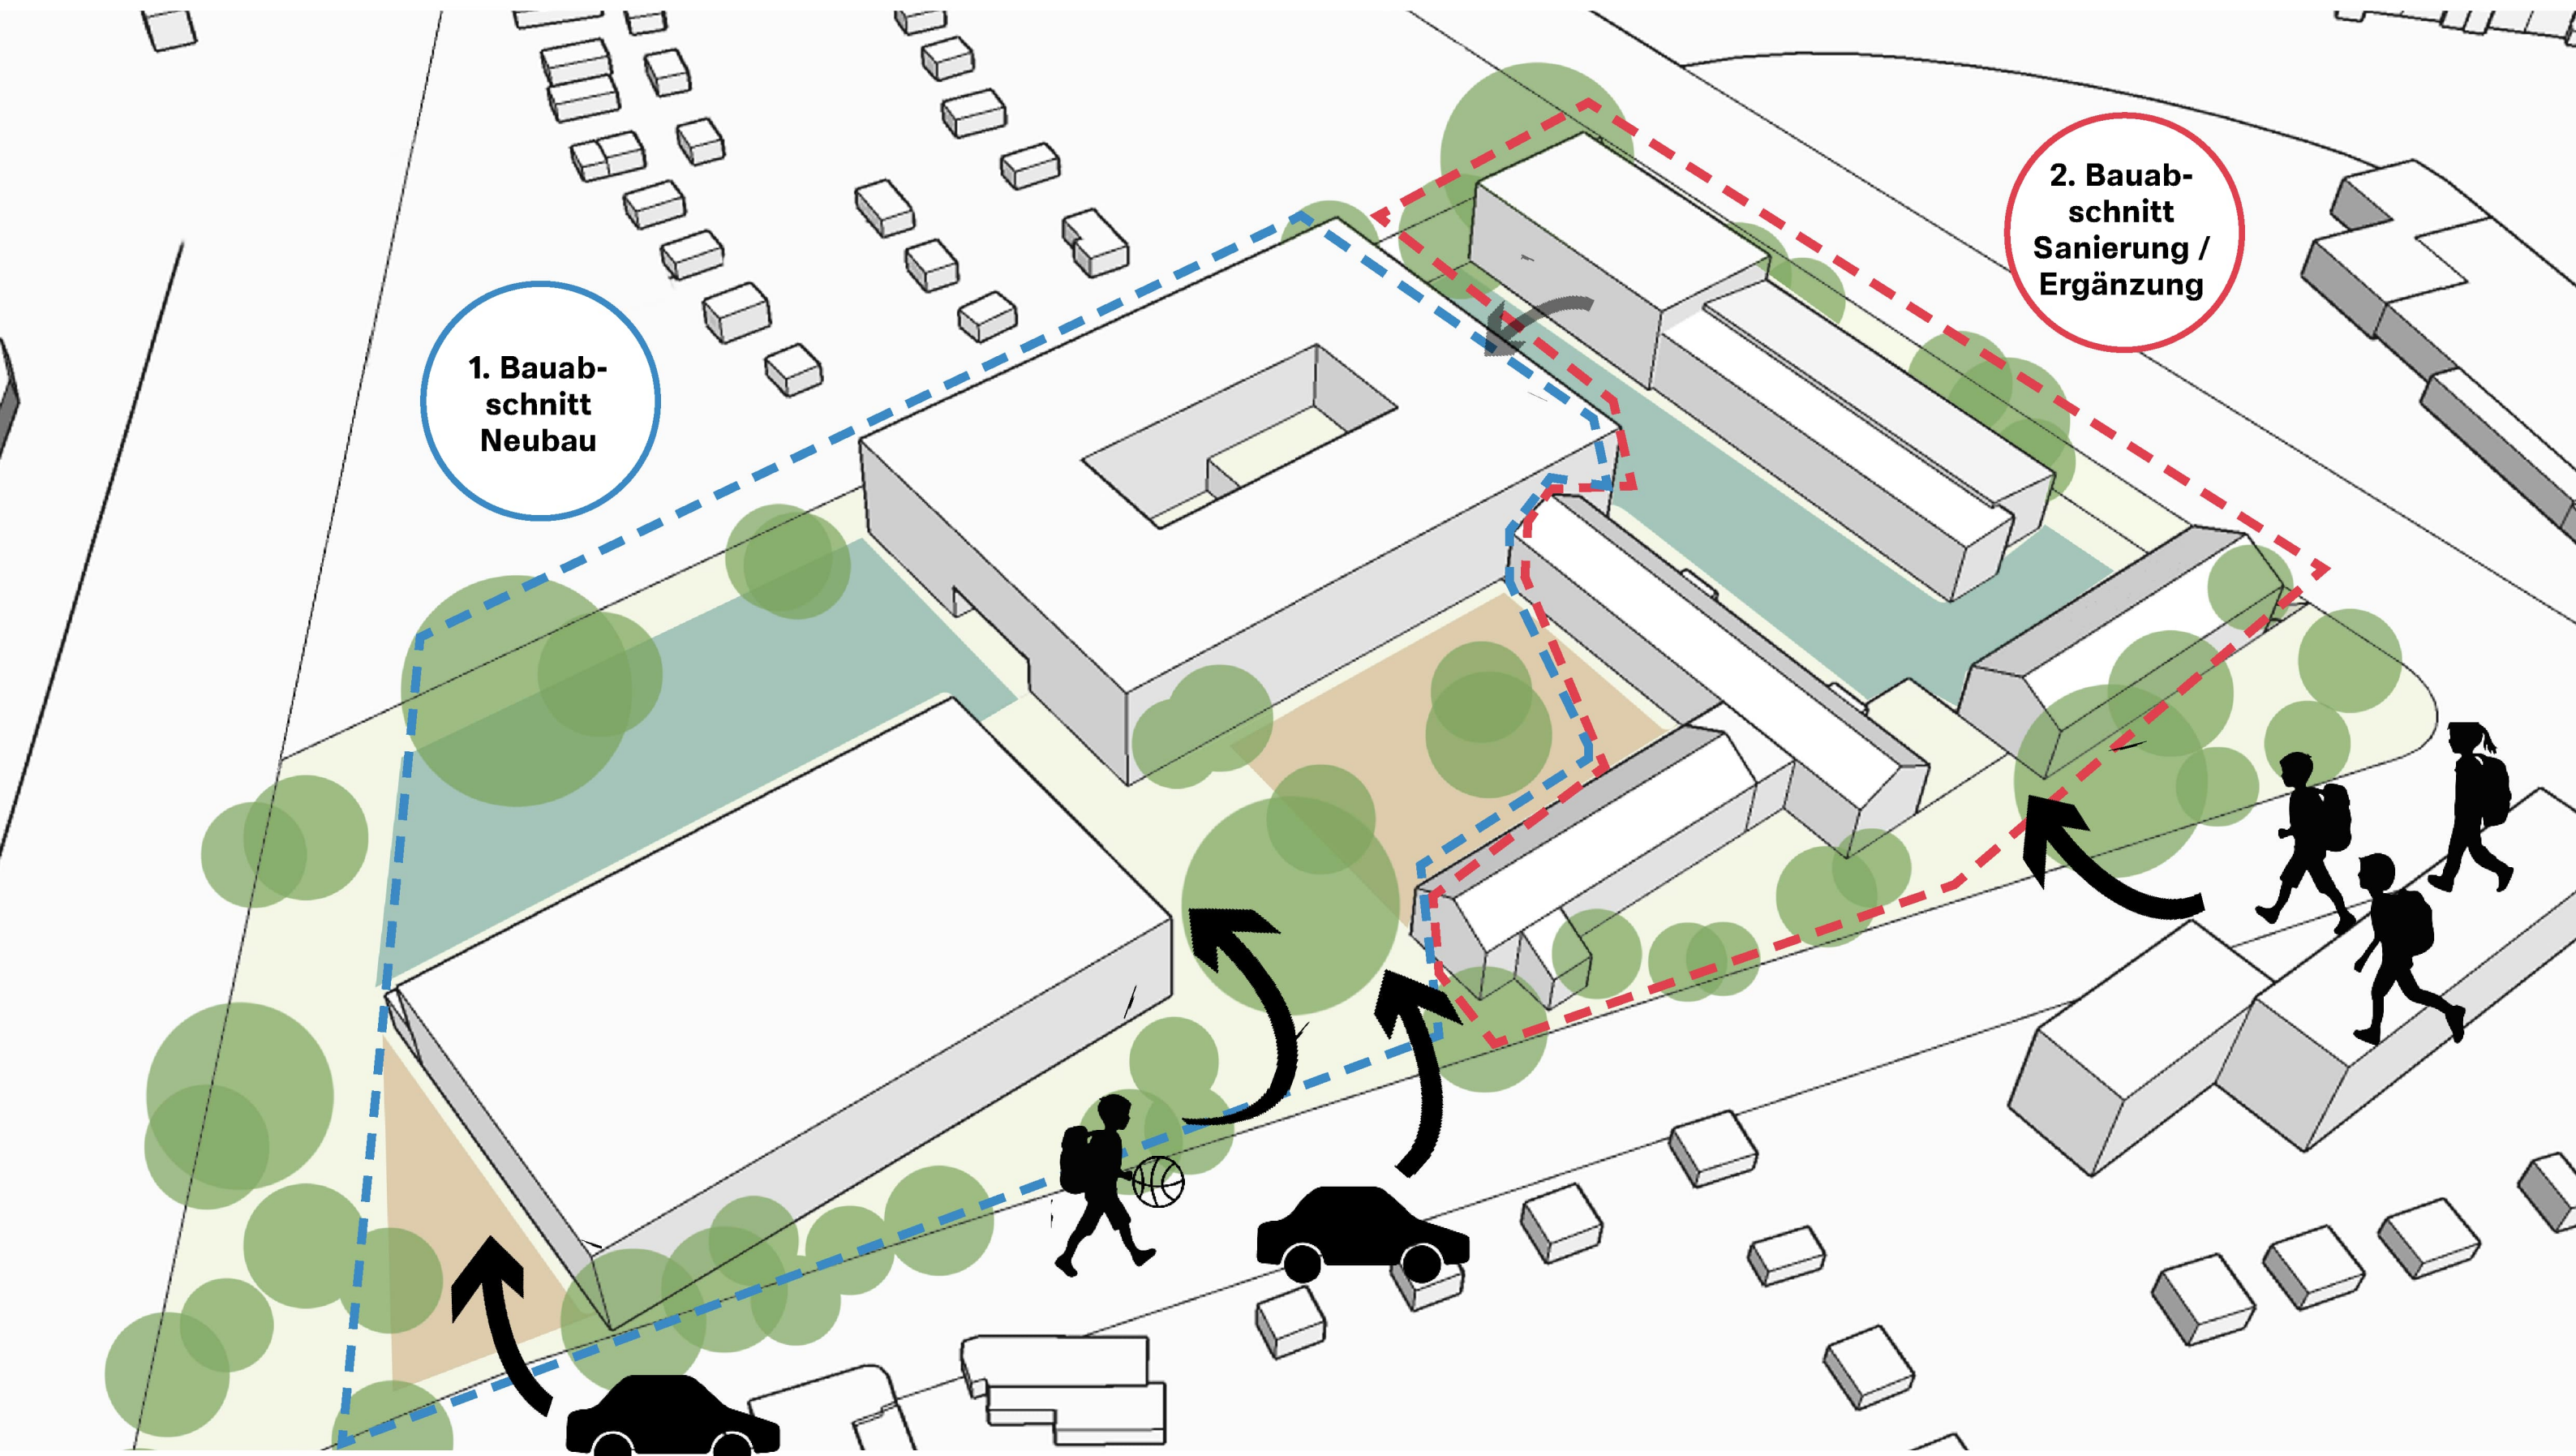 1. Bauab-
schnitt
Neubau
2. Bauab-
schnitt
Sanierung /
Ergänzung